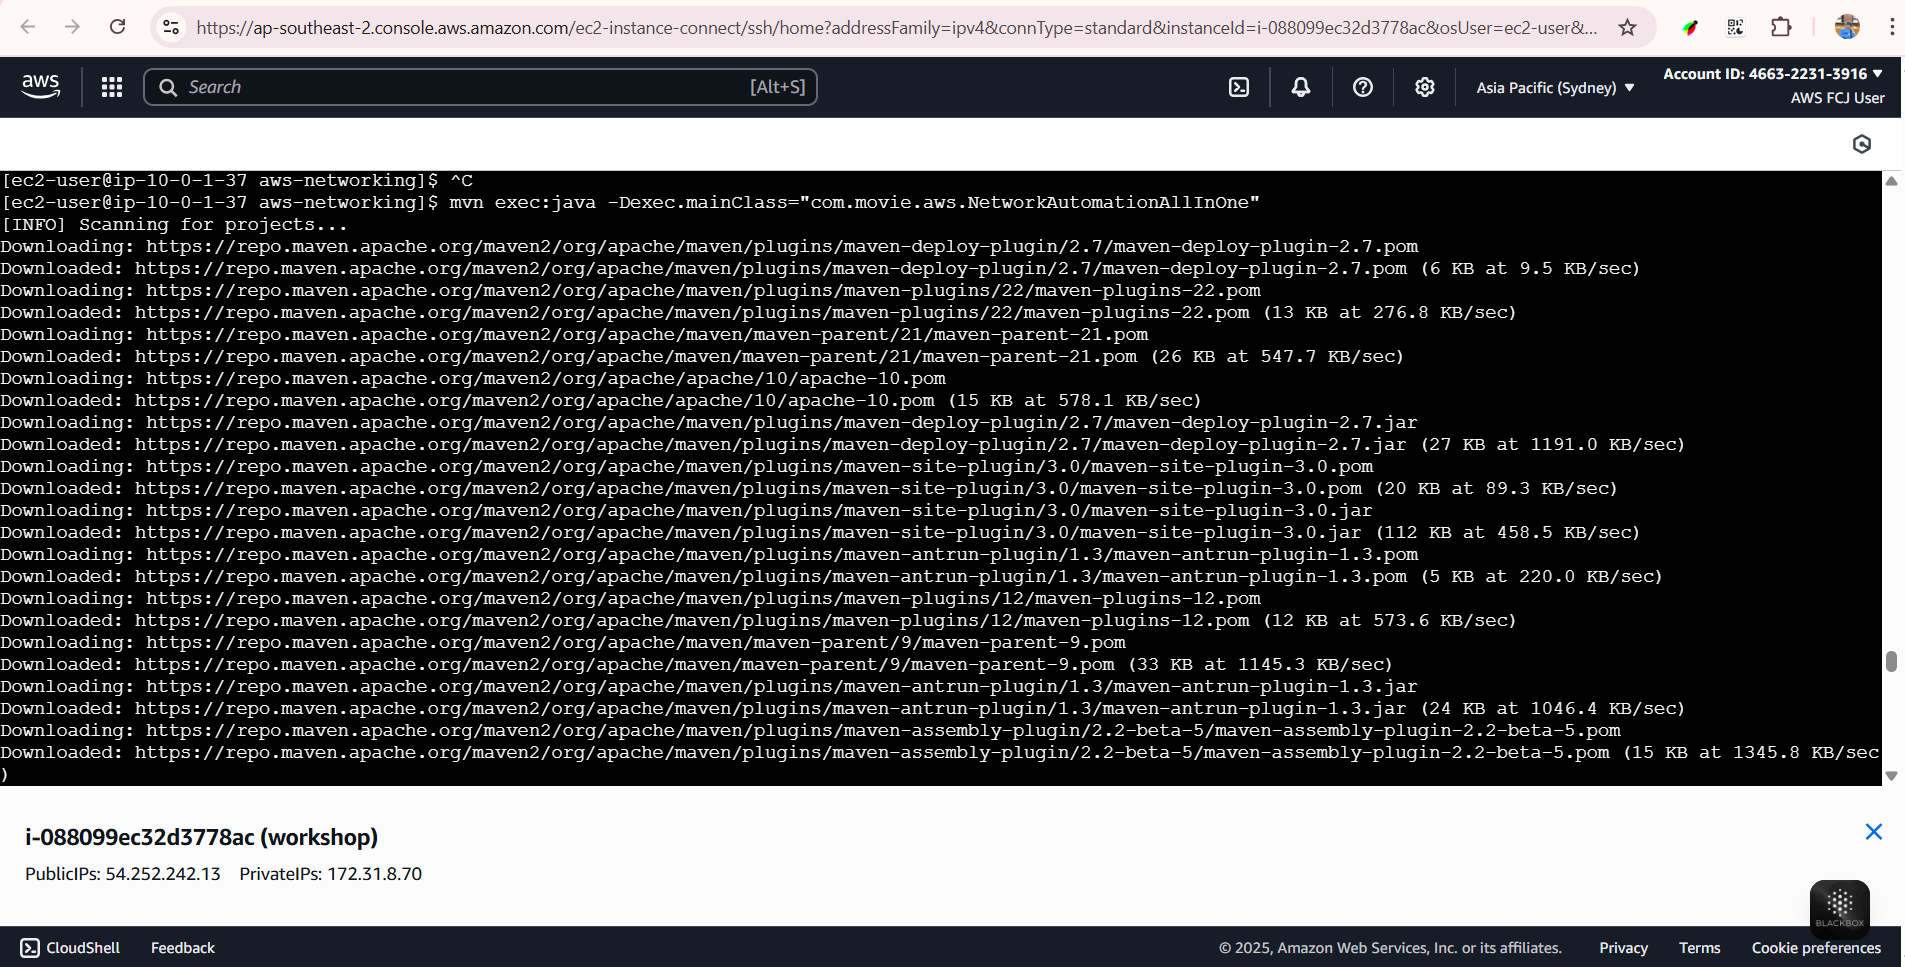 https://ap-southeast-2.console.aws.amazon.com/ec2-instance-connect/ssh/home?addressFamily=ipv4&connType=standard&instanceId=i-088099ec32d3778ac&osUser=ec2-user&...
aws
Search [Alt+S]
Asia Pacific (Sydney)
Account ID: 4663-2231-3916
AWS FCJ User
[ec2-user@ip-10-0-1-37 aws-networking]$ ^C
[ec2-user@ip-10-0-1-37 aws-networking]$ mvn exec:java -Dexec.mainClass="com.movie.aws.NetworkAutomationAllInOne"
[INFO] Scanning for projects...
Downloading: https://repo.maven.apache.org/maven2/org/apache/maven/plugins/maven-deploy-plugin/2.7/maven-deploy-plugin-2.7.pom
Downloaded: https://repo.maven.apache.org/maven2/org/apache/maven/plugins/maven-deploy-plugin/2.7/maven-deploy-plugin-2.7.pom (6 KB at 9.5 KB/sec)
Downloading: https://repo.maven.apache.org/maven2/org/apache/maven/plugins/maven-plugins/22/maven-plugins-22.pom
Downloaded: https://repo.maven.apache.org/maven2/org/apache/maven/plugins/maven-plugins/22/maven-plugins-22.pom (13 KB at 276.8 KB/sec)
Downloading: https://repo.maven.apache.org/maven2/org/apache/maven/maven-parent/21/maven-parent-21.pom
Downloaded: https://repo.maven.apache.org/maven2/org/apache/maven/maven-parent/21/maven-parent-21.pom (26 KB at 547.7 KB/sec)
Downloading: https://repo.maven.apache.org/maven2/org/apache/apache/10/apache-10.pom
Downloaded: https://repo.maven.apache.org/maven2/org/apache/apache/10/apache-10.pom (15 KB at 578.1 KB/sec)
Downloading: https://repo.maven.apache.org/maven2/org/apache/maven/plugins/maven-deploy-plugin/2.7/maven-deploy-plugin-2.7.jar
Downloaded: https://repo.maven.apache.org/maven2/org/apache/maven/plugins/maven-deploy-plugin/2.7/maven-deploy-plugin-2.7.jar (27 KB at 1191.0 KB/sec)
Downloading: https://repo.maven.apache.org/maven2/org/apache/maven/plugins/maven-site-plugin/3.0/maven-site-plugin-3.0.pom
Downloaded: https://repo.maven.apache.org/maven2/org/apache/maven/plugins/maven-site-plugin/3.0/maven-site-plugin-3.0.pom (20 KB at 89.3 KB/sec)
Downloading: https://repo.maven.apache.org/maven2/org/apache/maven/plugins/maven-site-plugin/3.0/maven-site-plugin-3.0.jar
Downloaded: https://repo.maven.apache.org/maven2/org/apache/maven/plugins/maven-site-plugin/3.0/maven-site-plugin-3.0.jar (112 KB at 458.5 KB/sec)
Downloading: https://repo.maven.apache.org/maven2/org/apache/maven/plugins/maven-antrun-plugin/1.3/maven-antrun-plugin-1.3.pom
Downloaded: https://repo.maven.apache.org/maven2/org/apache/maven/plugins/maven-antrun-plugin/1.3/maven-antrun-plugin-1.3.pom (5 KB at 220.0 KB/sec)
Downloading: https://repo.maven.apache.org/maven2/org/apache/maven/plugins/maven-plugins/12/maven-plugins-12.pom
Downloaded: https://repo.maven.apache.org/maven2/org/apache/maven/plugins/maven-plugins/12/maven-plugins-12.pom (12 KB at 573.6 KB/sec)
Downloading: https://repo.maven.apache.org/maven2/org/apache/maven/maven-parent/9/maven-parent-9.pom
Downloaded: https://repo.maven.apache.org/maven2/org/apache/maven/maven-parent/9/maven-parent-9.pom (33 KB at 1145.3 KB/sec)
Downloading: https://repo.maven.apache.org/maven2/org/apache/maven/plugins/maven-antrun-plugin/1.3/maven-antrun-plugin-1.3.jar
Downloaded: https://repo.maven.apache.org/maven2/org/apache/maven/plugins/maven-antrun-plugin/1.3/maven-antrun-plugin-1.3.jar (24 KB at 1046.4 KB/sec)
Downloading: https://repo.maven.apache.org/maven2/org/apache/maven/plugins/maven-assembly-plugin/2.2-beta-5/maven-assembly-plugin-2.2-beta-5.pom
Downloaded: https://repo.maven.apache.org/maven2/org/apache/maven/plugins/maven-assembly-plugin/2.2-beta-5/maven-assembly-plugin-2.2-beta-5.pom (15 KB at 1345.8 KB/sec
)
i-088099ec32d3778ac (workshop)
PublicIPs: 54.252.242.13 PrivateIPs: 172.31.8.70
BLACKBOX
CloudShell Feedback © 2025, Amazon Web Services, Inc. or its affiliates. Privacy Terms Cookie preferences